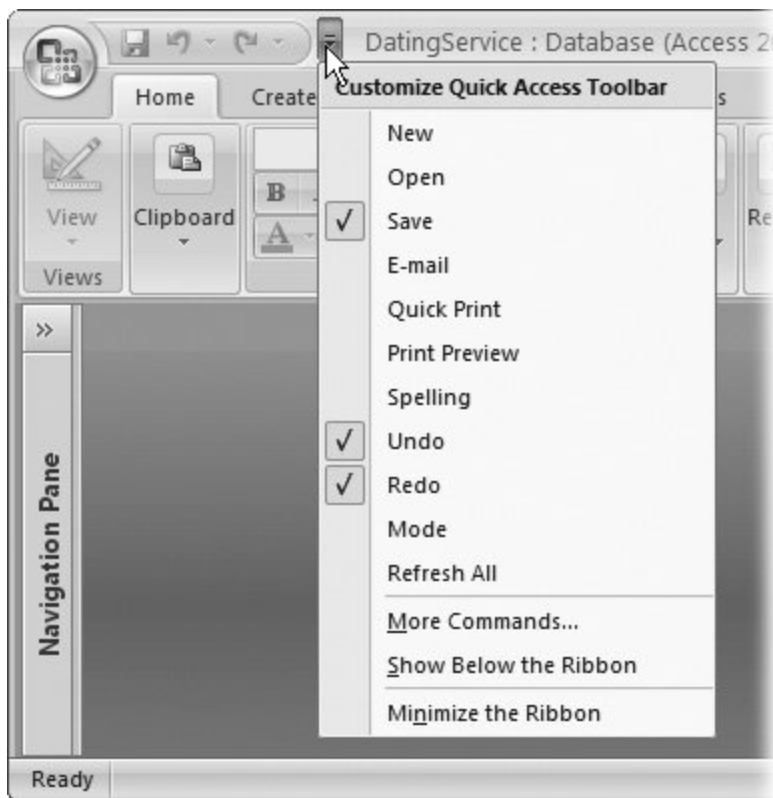 DatingService : Database (Access 2
Home Create s
Customize Quick Access Toolbar
New
Open
Save
E-mail
Quick Print
Print Preview
Spelling
Undo
Redo
Mode
Refresh All
More Commands...
Show Below the Ribbon
Minimize the Ribbon
View
Views
Clipboard
B
A
Re
Navigation Pane
Ready